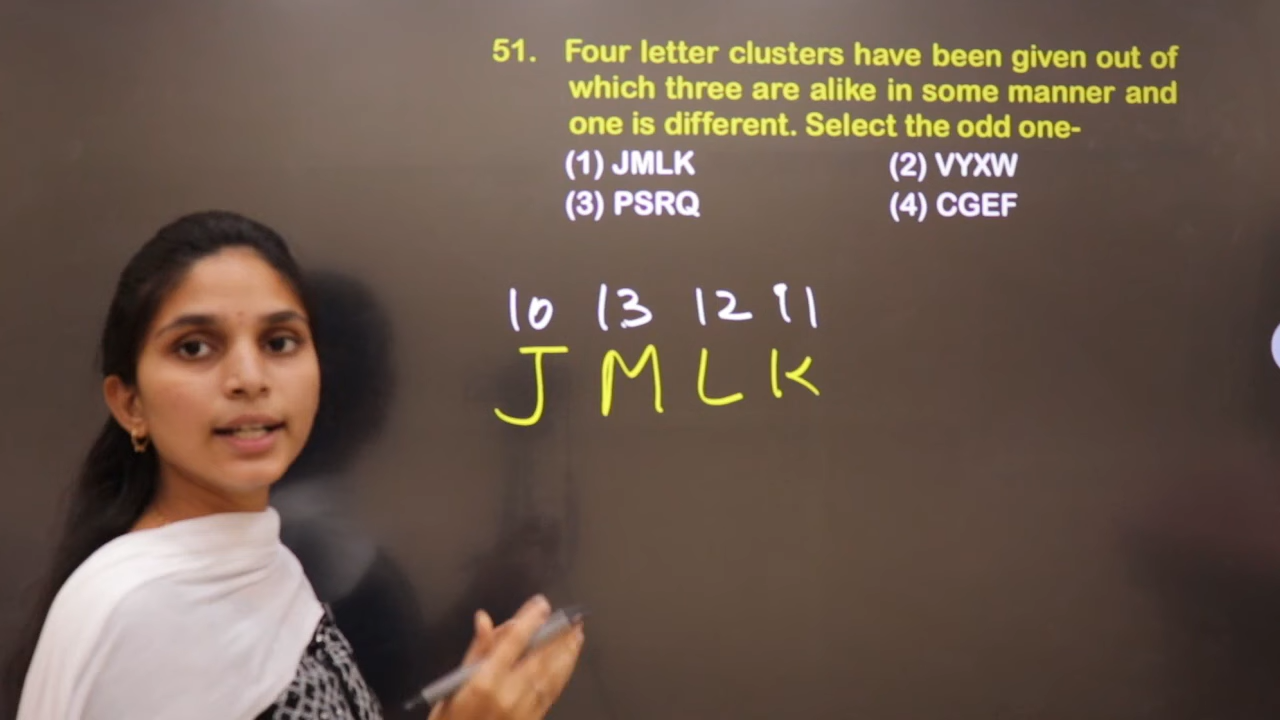 51. Four letter clusters have been given out of
which three are alike in some manner and
one is different. Select the odd one-
(1) JMLK (2) VYXW
(3) PSRQ (4) CGEF
10 13 12 11
J M L K